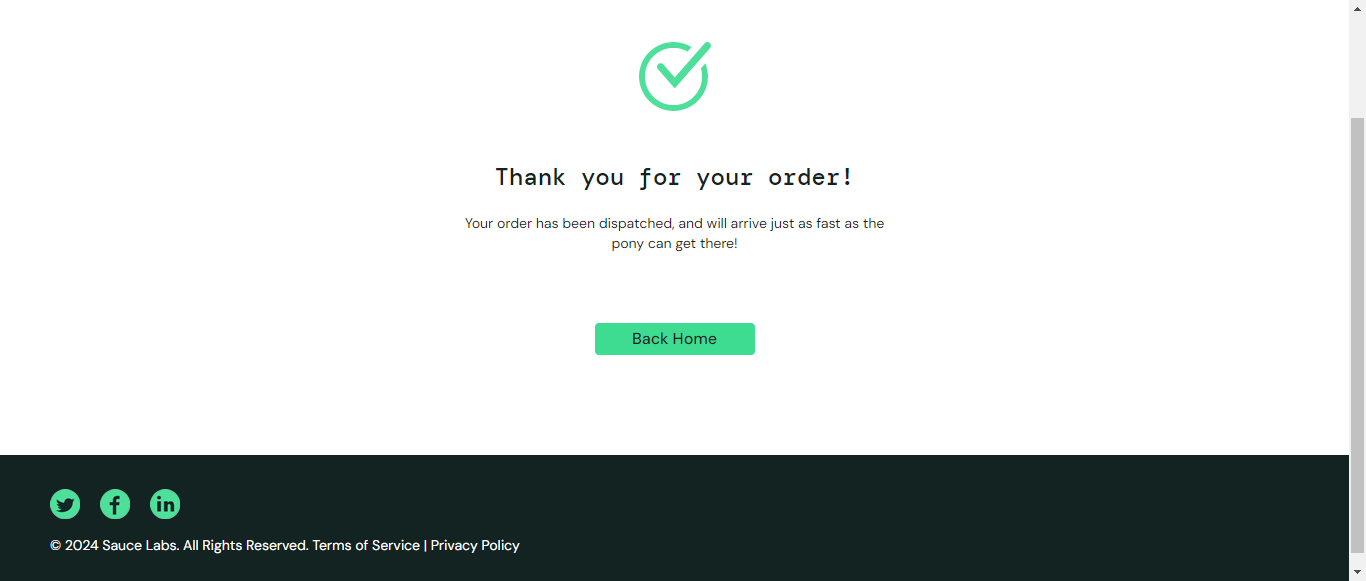 Thank you for your order!
Your order has been dispatched, and will arrive just as fast as the
pony can get there!
Back Home
© 2024 Sauce Labs. All Rights Reserved. Terms of Service | Privacy Policy